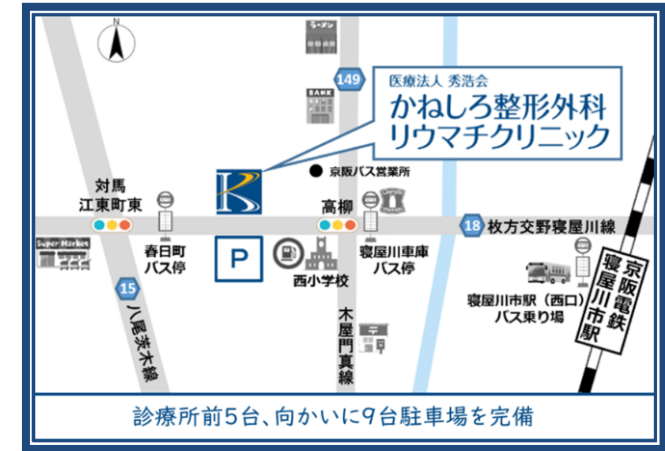 N
ラーメン
BANK
149
医療法人 秀浩会
かねしろ整形外科
リウマチクリニック
京阪バス営業所
対馬
江東町東
高柳
18 枚方交野寝屋川線
Super Market
春日町
バス停
P
西小学校
寝屋川車庫
バス停
15
八尾茨木線
木屋門真線
寝屋川市駅(西口)
バス乗り場
京阪電鉄
寝屋川市駅
診療所前5台、向かいに9台駐車場を完備